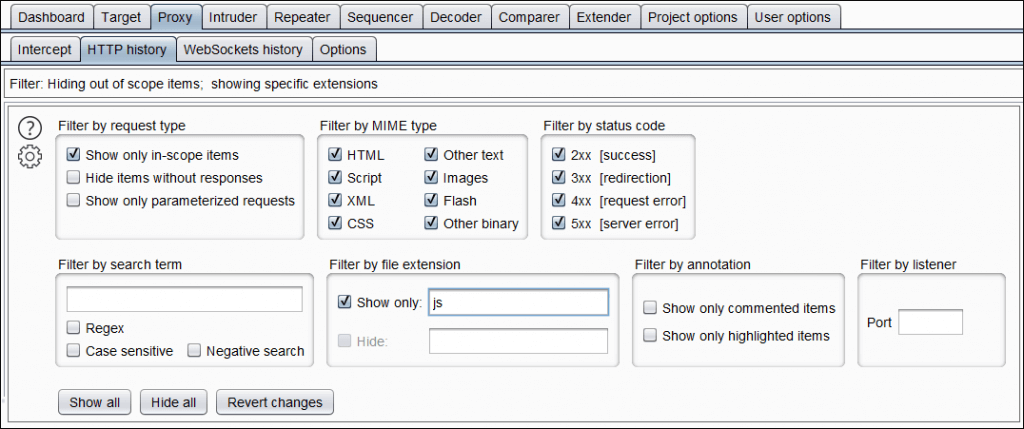 Dashboard Target Proxy Intruder Repeater Sequencer Decoder Comparer Extender Project options User options
Intercept HTTP history WebSockets history Options
Filter: Hiding out of scope items;  showing specific extensions
?
Filter by request type
Show only in-scope items
Hide items without responses
Show only parameterized requests
Filter by MIME type
HTML Other text
Script Images
XML Flash
CSS Other binary
Filter by status code
2xx [success]
3xx [redirection]
4xx [request error]
5xx [server error]
Filter by search term
Regex
Case sensitive Negative search
Filter by file extension
Show only: js
Hide:
Filter by annotation
Show only commented items
Show only highlighted items
Filter by listener
Port
Show all Hide all Revert changes